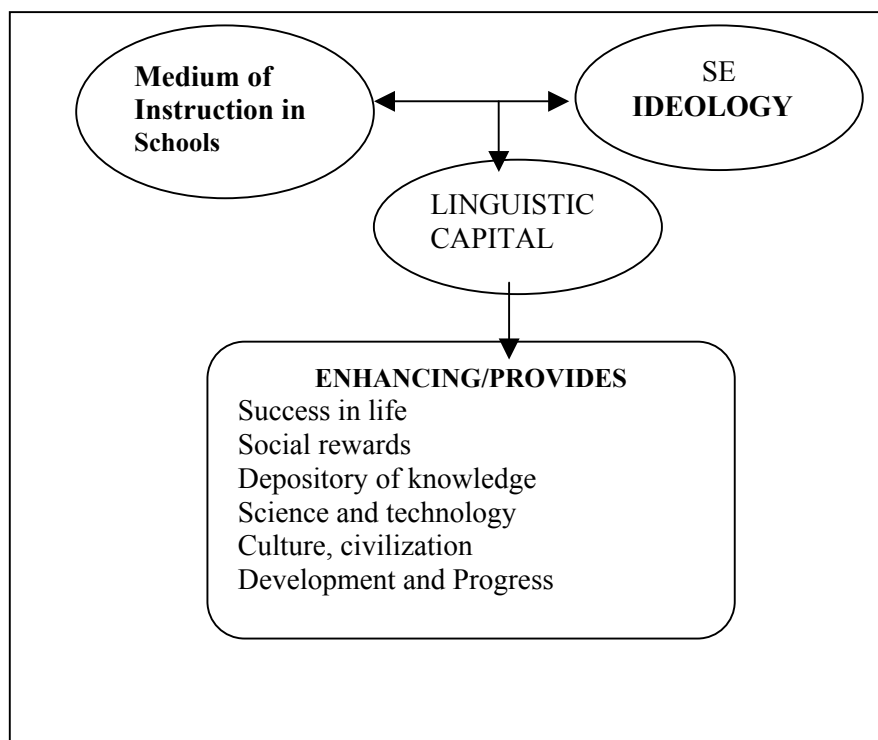 Medium of
Instruction in
Schools
SE
IDEOLOGY
LINGUISTIC
CAPITAL
ENHANCING/PROVIDES
Success in life
Social rewards
Depository of knowledge
Science and technology
Culture, civilization
Development and Progress